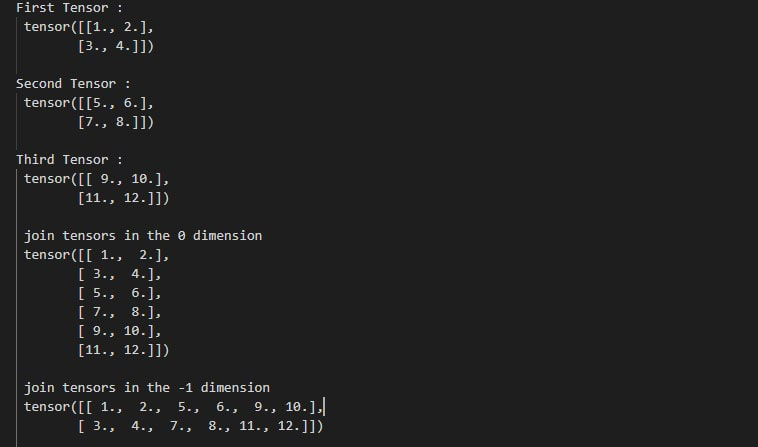 First Tensor :
tensor([[1., 2.],
[3., 4.]])
Second Tensor :
tensor([[5., 6.],
[7., 8.]])
Third Tensor :
tensor([[ 9., 10.],
[11., 12.]])
join tensors in the 0 dimension
tensor([[ 1.,  2.],
[ 3.,  4.],
[ 5.,  6.],
[ 7.,  8.],
[ 9., 10.],
[11., 12.]])
join tensors in the -1 dimension
tensor([[ 1.,  2.,  5.,  6.,  9., 10.],
[ 3.,  4.,  7.,  8., 11., 12.]])